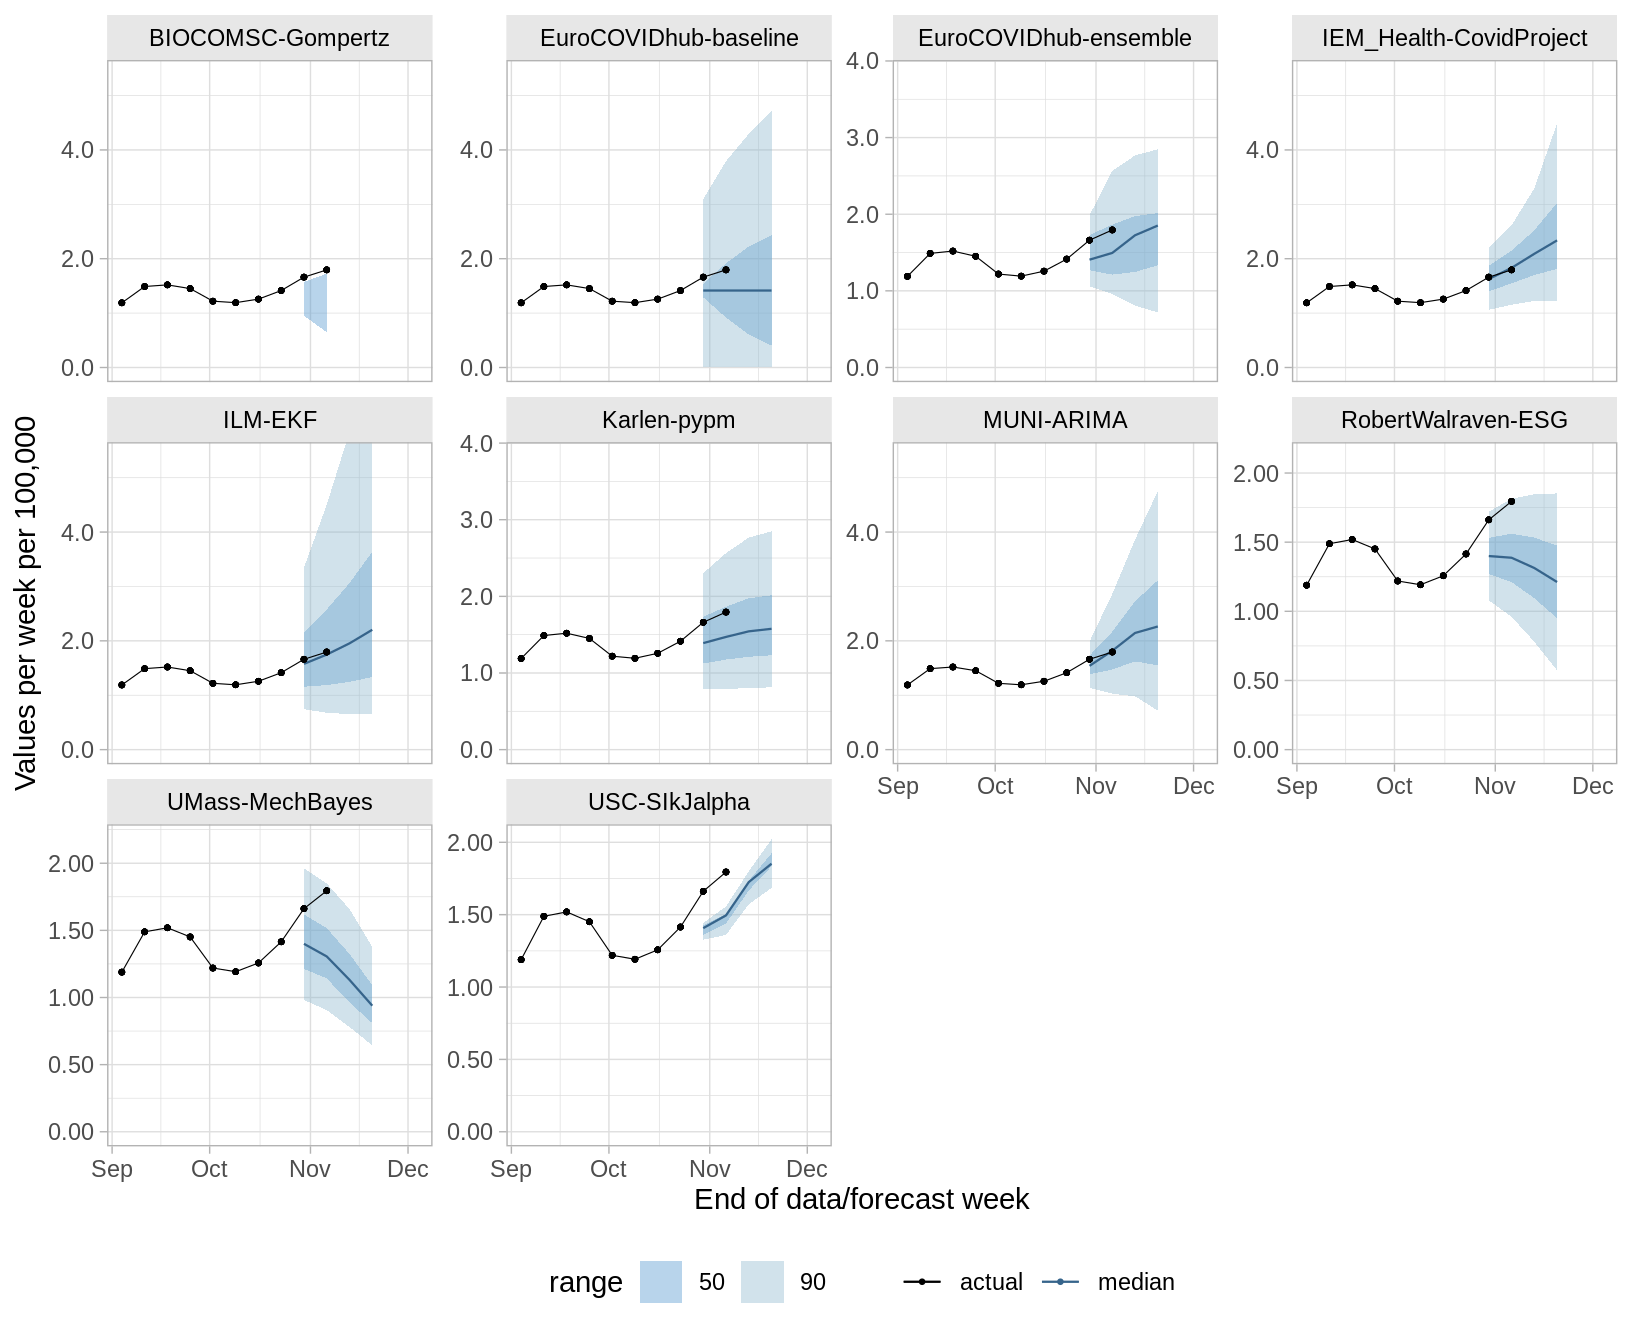 BIOCOMSC-Gompertz EuroCOVIDhub-baseline EuroCOVIDhub-ensemble IEM_Health-CovidProject
4.0 2.0 0.0
4.0 2.0 0.0
4.0 3.0 2.0 1.0 0.0
4.0 2.0 0.0
ILM-EKF Karlen-pypm MUNI-ARIMA RobertWalraven-ESG
4.0 2.0 0.0
4.0 3.0 2.0 1.0 0.0
4.0 2.0 0.0
2.00 1.50 1.00 0.50 0.00
Sep Oct Nov Dec Sep Oct Nov Dec
Values per week per 100,000
UMass-MechBayes USC-SIkJalpha
2.00 1.50 1.00 0.50 0.00
2.00 1.50 1.00 0.50 0.00
Sep Oct Nov Dec Sep Oct Nov Dec
End of data/forecast week
range 50 90 actual median